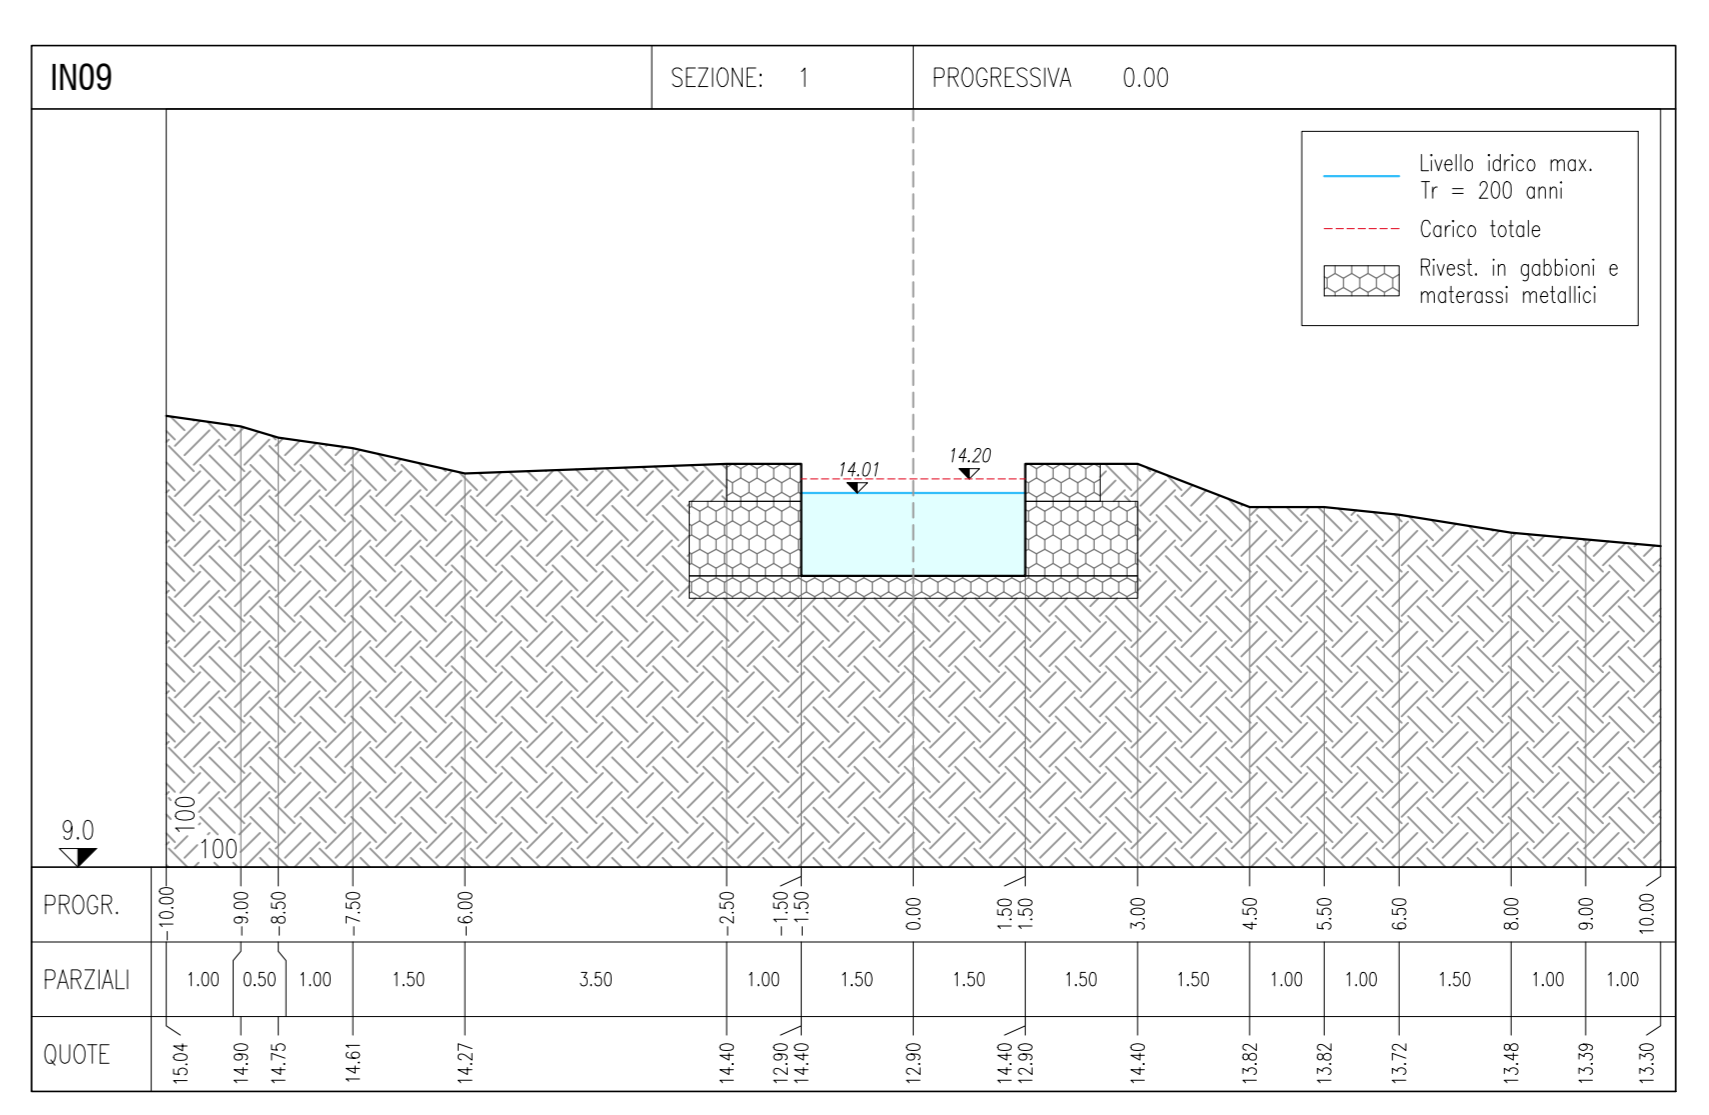 IN09
SEZIONE: 1
PROGRESSIVA 0.00
Livello idrico max.
Tr = 200 anni
Carico totale
Rivest. in gabbioni e
materassi metallici
14.01
14.20
9.0
100
100
PROGR. -10.00 -9.00 -8.50 -7.50 -6.00 -2.50 -1.50 -1.50 0.00 1.50 1.50 3.00 4.50 5.50 6.50 8.00 9.00 10.00
PARZIALI 1.00 0.50 1.00 1.50 3.50 1.00 1.50 1.50 1.50 1.50 1.00 1.00 1.50 1.00 1.00
QUOTE 15.04 14.90 14.75 14.61 14.27 14.40 12.90 14.40 12.90 14.40 12.90 14.40 13.82 13.82 13.72 13.48 13.39 13.30